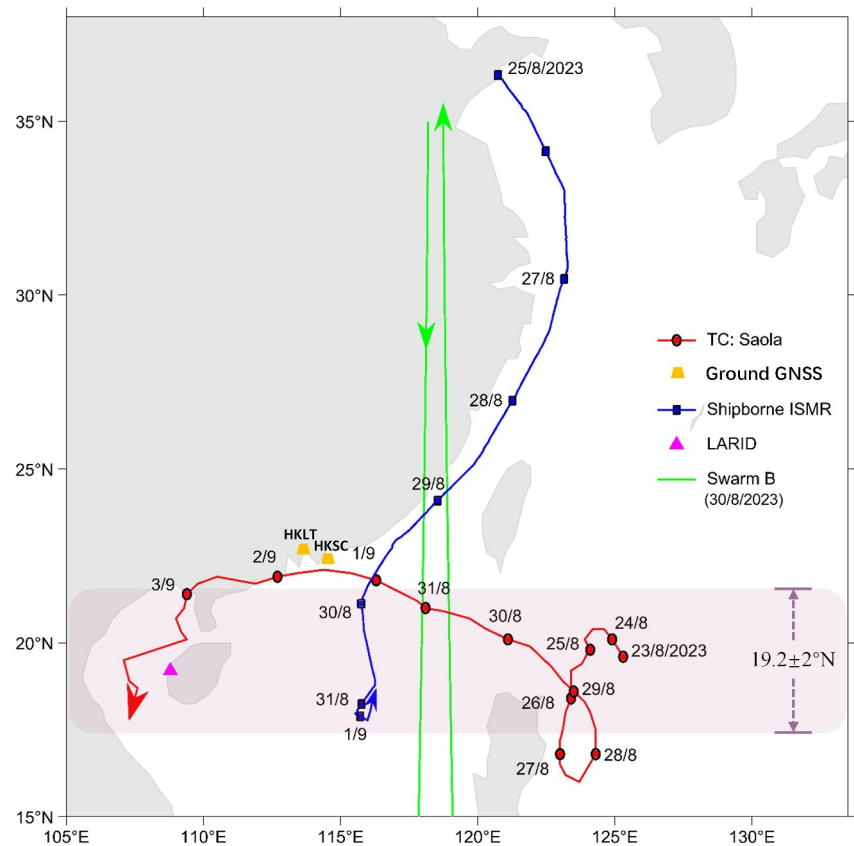 25/8/2023
35°N
27/8
30°N
TC: Saola
Ground GNSS
28/8
Shipborne ISMR
LARID
25°N
29/8
Swarm B
(30/8/2023)
HKLT
HKSC
2/9
1/9
3/9
31/8
30/8
30/8
24/8
25/8
23/8/2023
20°N
19.2±2°N
29/8
26/8
31/8
1/9
27/8
28/8
15°N
105°E
110°E
115°E
120°E
125°E
130°E